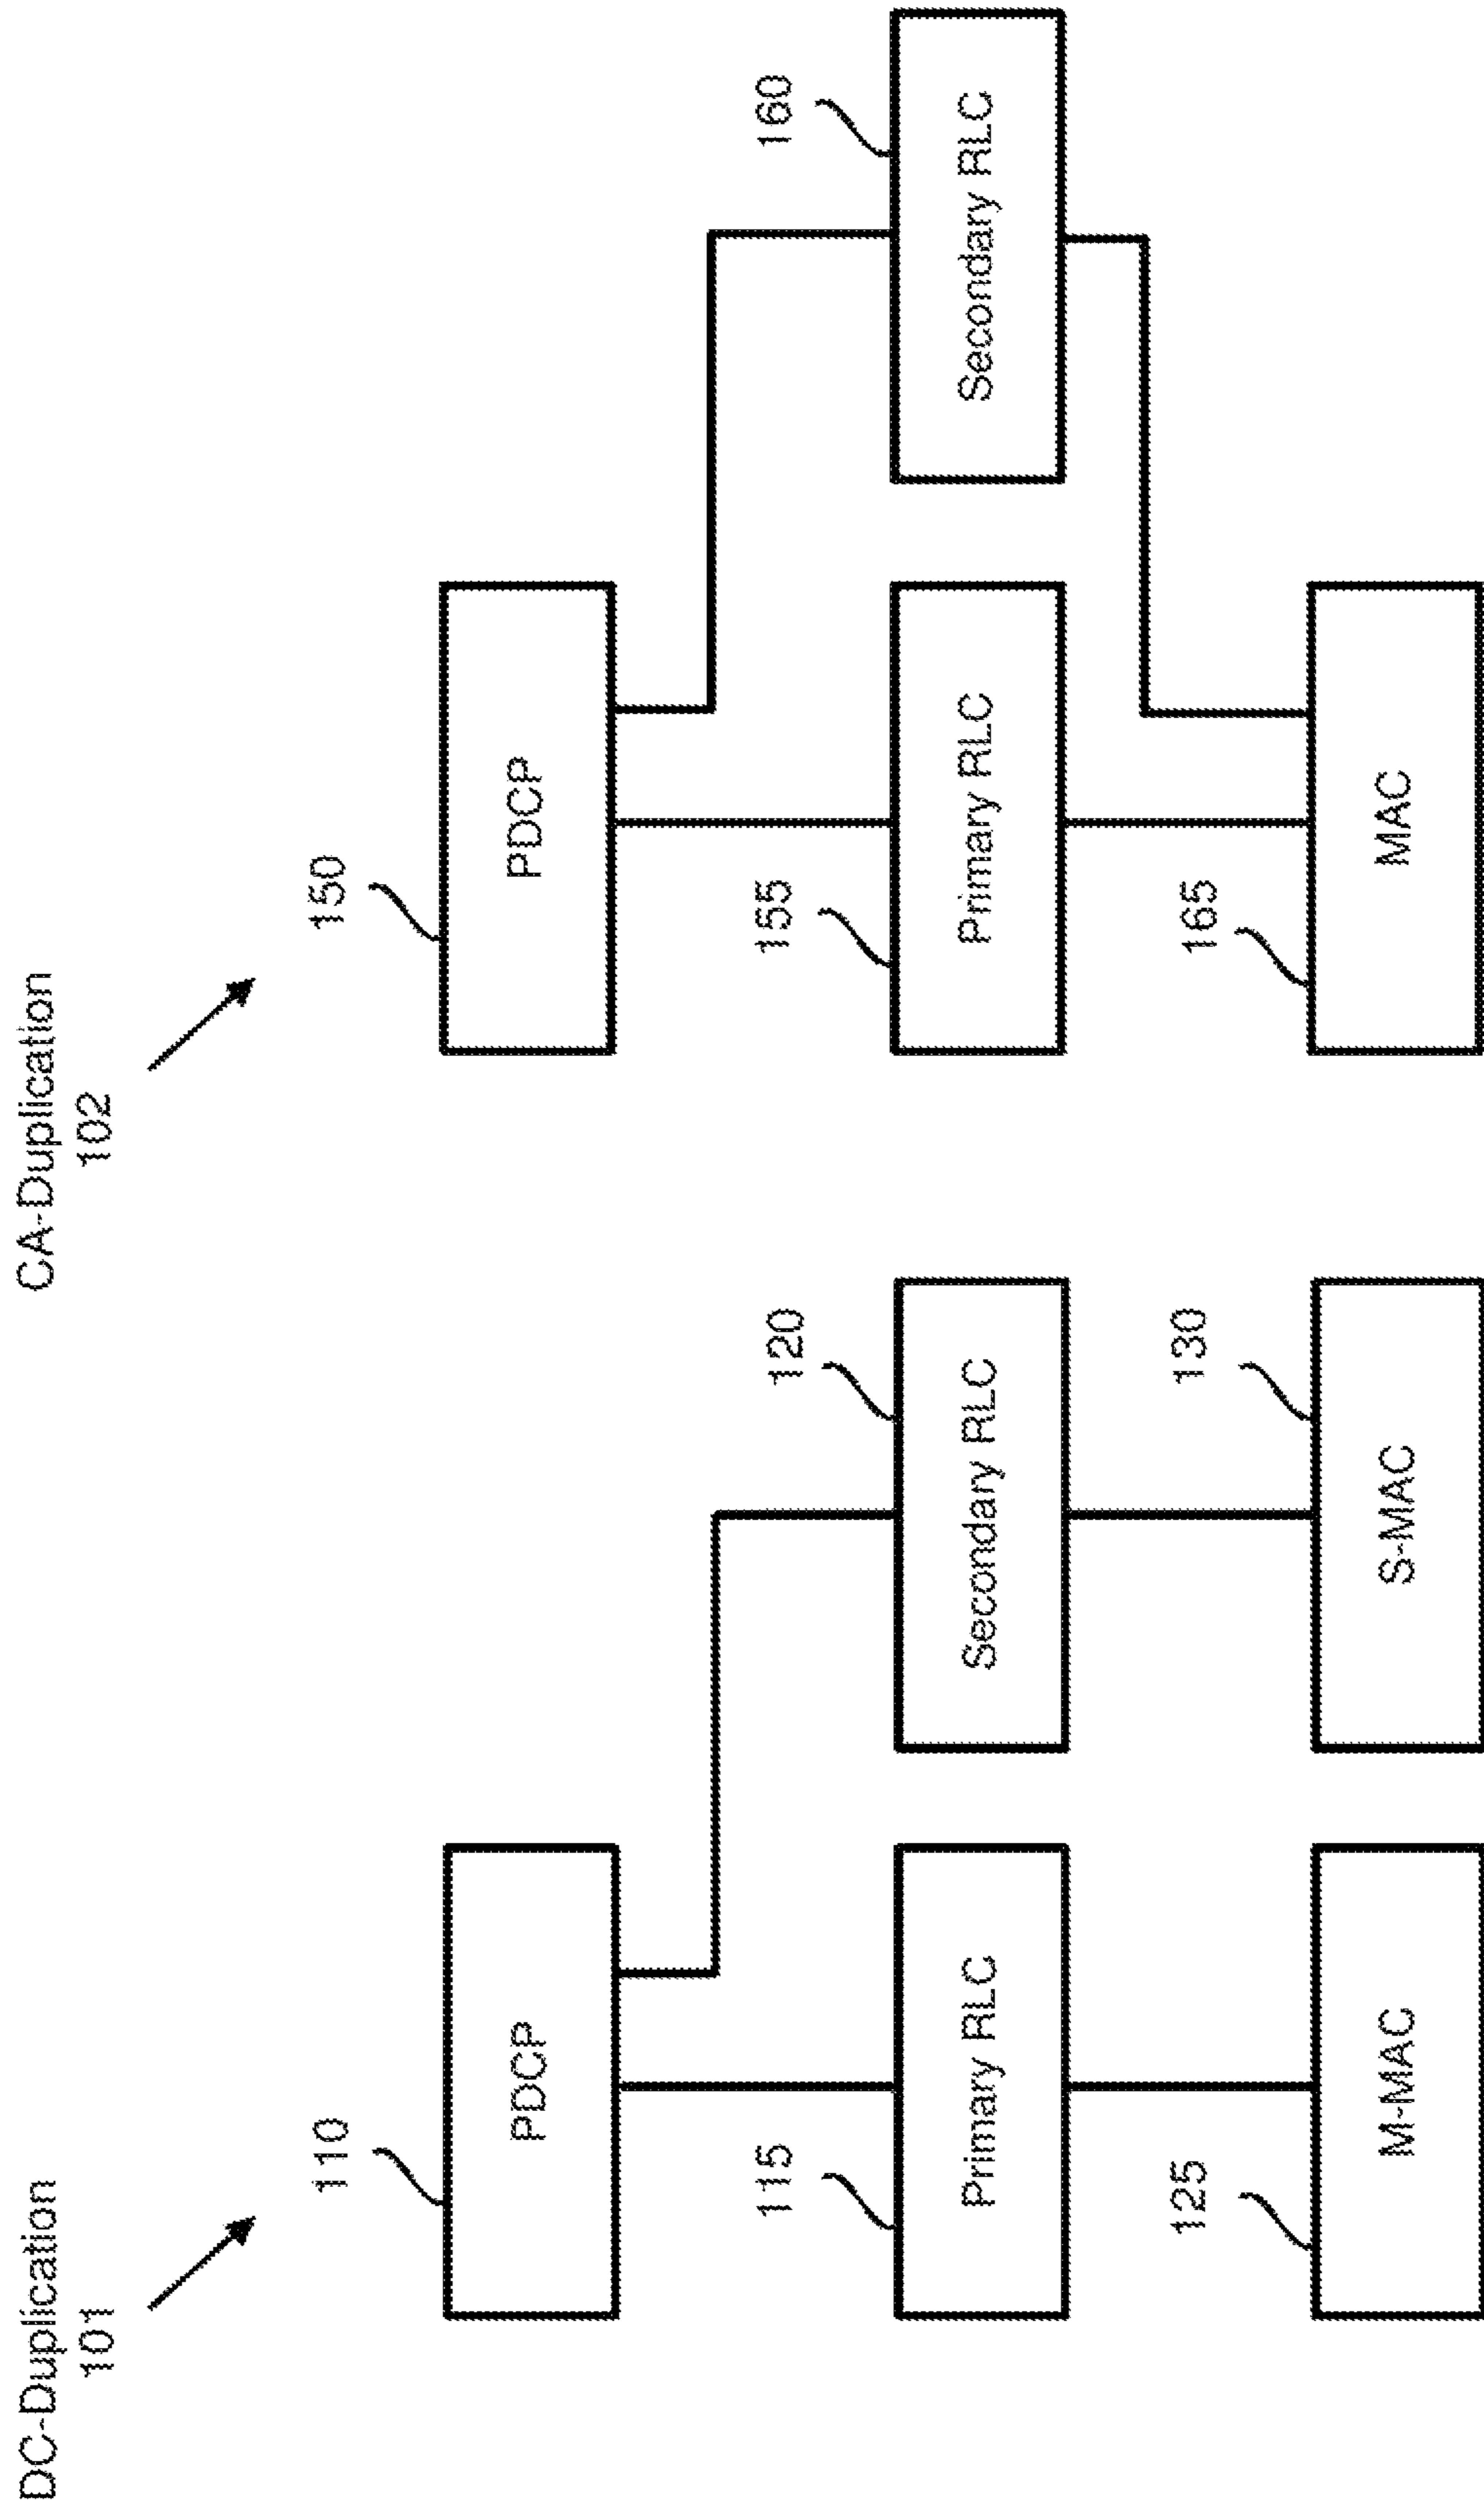 DC-Duplication
101
110
PDCP
115
Primary RLC
120
Secondary RLC
125
M-MAC
130
S-MAC
CA-Duplication
102
150
PDCP
155
Primary RLC
160
Secondary RLC
165
MAC